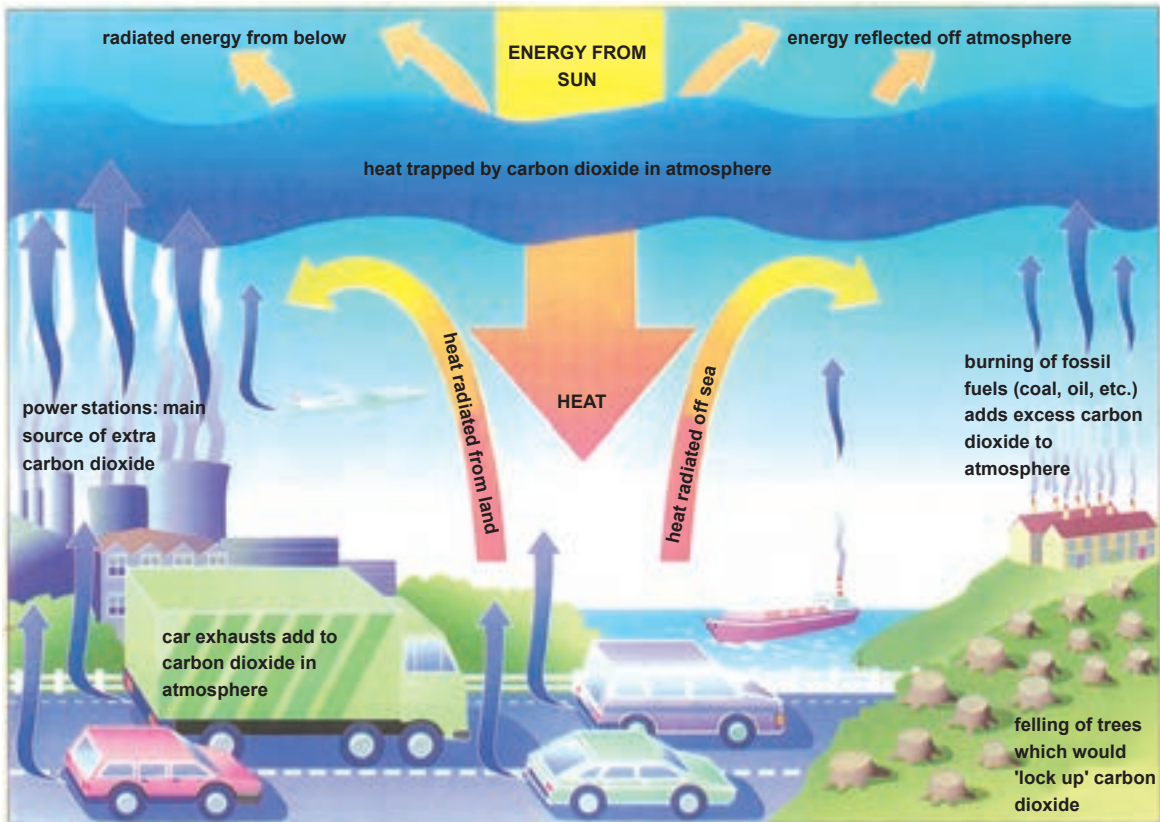 radiated energy from below
ENERGY FROM
SUN
energy reflected off atmosphere
heat trapped by carbon dioxide in atmosphere
heat radiated from land
HEAT
heat radiated off sea
power stations: main
source of extra
carbon dioxide
burning of fossil
fuels (coal, oil, etc.)
adds excess carbon
dioxide to
atmosphere
car exhausts add to
carbon dioxide in
atmosphere
felling of trees
which would
'lock up' carbon
dioxide